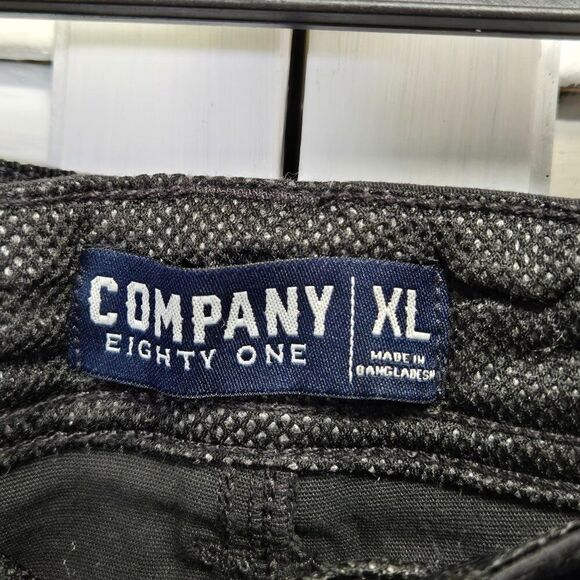 COMPANY
EIGHTY ONE
XL
MADE IN
BANGLADESH